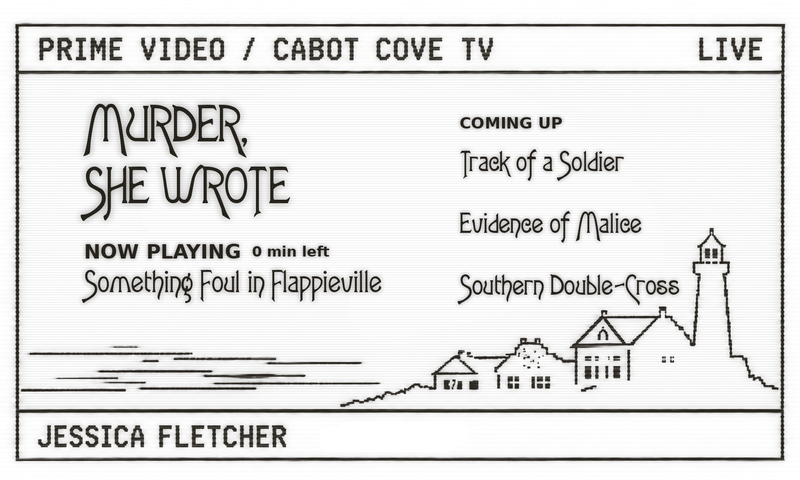 PRIME VIDEO / CABOT COVE TV
LIVE
MURDER,
SHE WROTE
NOW PLAYING 0 min left
Something Foul in Flappieville
COMING UP
Track of a Soldier
Evidence of Malice
Southern Double-Cross
JESSICA FLETCHER